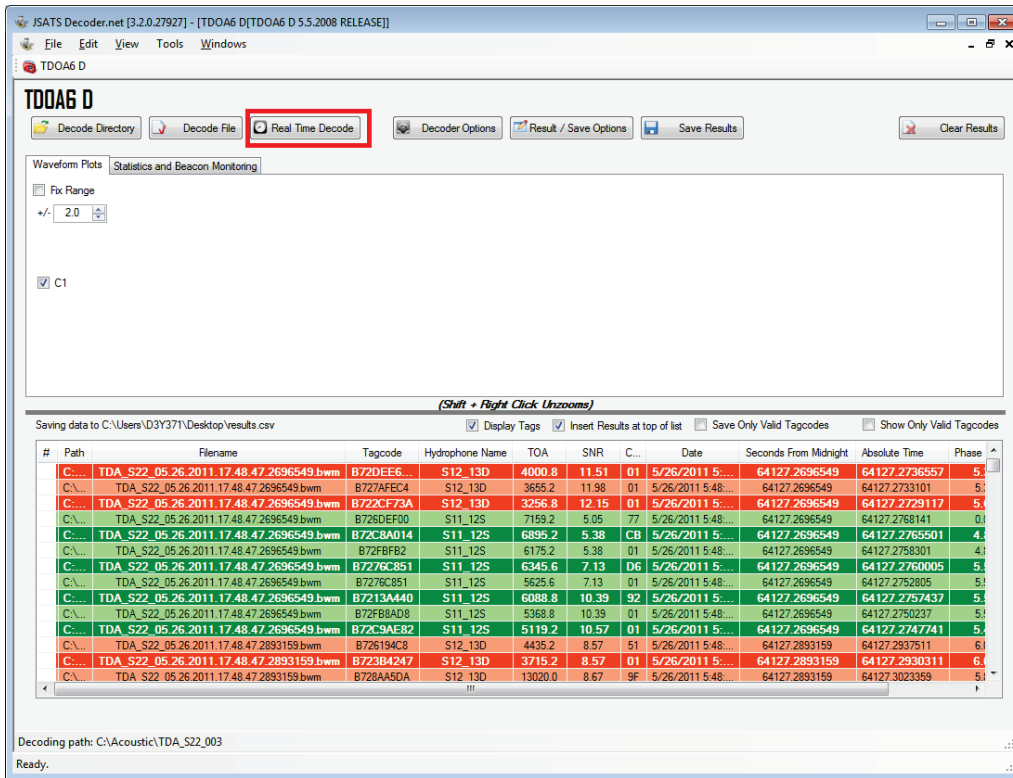 JSATS Decoder.net [3.2.0.27927] - [TDOA6 D[TDOA6 D 5.5.2008 RELEASE]]
File Edit View Tools Windows
TDOA6 D
TDOA6 D
Decode Directory Decode File Real Time Decode Decoder Options Result / Save Options Save Results Clear Results
Waveform Plots Statistics and Beacon Monitoring
Fix Range
+/- 2.0
C1
(Shift + Right Click Unzooms)
Saving data to C:\Users\D3Y371\Desktop\results.csv Display Tags Insert Results at top of list Save Only Valid Tagcodes Show Only Valid Tagcodes
# Path Filename Tagcode Hydrophone Name TOA SNR C... Date Seconds From Midnight Absolute Time Phase
C:... TDA_S22_05.26.2011.17.48.47.2696549.bwm B72DEE6... S12_13D 4000.8 11.51 01 5/26/2011 5:... 64127.2696549 64127.2736557
C:\... TDA_S22_05.26.2011.17.48.47.2696549.bwm B727AFEC4 S12_13D 3655.2 11.98 01 5/26/2011 5:48:... 64127.2696549 64127.2733101
C:... TDA_S22_05.26.2011.17.48.47.2696549.bwm B722CF73A S12_13D 3256.8 12.15 01 5/26/2011 5:... 64127.2696549 64127.2729117
C:\... TDA_S22_05.26.2011.17.48.47.2696549.bwm B726DEF00 S11_12S 7159.2 5.05 77 5/26/2011 5:48:... 64127.2696549 64127.2768141
C:... TDA_S22_05.26.2011.17.48.47.2696549.bwm B72C8A014 S11_12S 6895.2 5.38 CB 5/26/2011 5:... 64127.2696549 64127.2765501
C:\... TDA_S22_05.26.2011.17.48.47.2696549.bwm B72FBFB2 S11_12S 6175.2 5.38 01 5/26/2011 5:48:... 64127.2696549 64127.2758301
C:... TDA_S22_05.26.2011.17.48.47.2696549.bwm B7276C851 S11_12S 6345.6 7.13 D6 5/26/2011 5:... 64127.2696549 64127.2760005
C:\... TDA_S22_05.26.2011.17.48.47.2696549.bwm B7276C851 S11_12S 5625.6 7.13 01 5/26/2011 5:48:... 64127.2696549 64127.2752805
C:... TDA_S22_05.26.2011.17.48.47.2696549.bwm B7213A440 S11_12S 6088.8 10.39 92 5/26/2011 5:... 64127.2696549 64127.2757437
C:\... TDA_S22_05.26.2011.17.48.47.2696549.bwm B72FB8AD8 S11_12S 5368.8 10.39 01 5/26/2011 5:48:... 64127.2696549 64127.2750237
C:... TDA_S22_05.26.2011.17.48.47.2696549.bwm B72C9AE82 S11_12S 5119.2 10.57 01 5/26/2011 5:... 64127.2696549 64127.2747741
C:\... TDA_S22_05.26.2011.17.48.47.2893159.bwm B726194C8 S12_13D 4435.2 8.57 51 5/26/2011 5:48:... 64127.2893159 64127.2937511
C:... TDA_S22_05.26.2011.17.48.47.2893159.bwm B723B4247 S12_13D 3715.2 8.57 01 5/26/2011 5:... 64127.2893159 64127.2930311
C:\... TDA_S22_05.26.2011.17.48.47.2893159.bwm B728AA5DA S12_13D 13020.0 8.67 9F 5/26/2011 5:48:... 64127.2893159 64127.3023359
Decoding path: C:\Acoustic\TDA_S22_003
Ready.